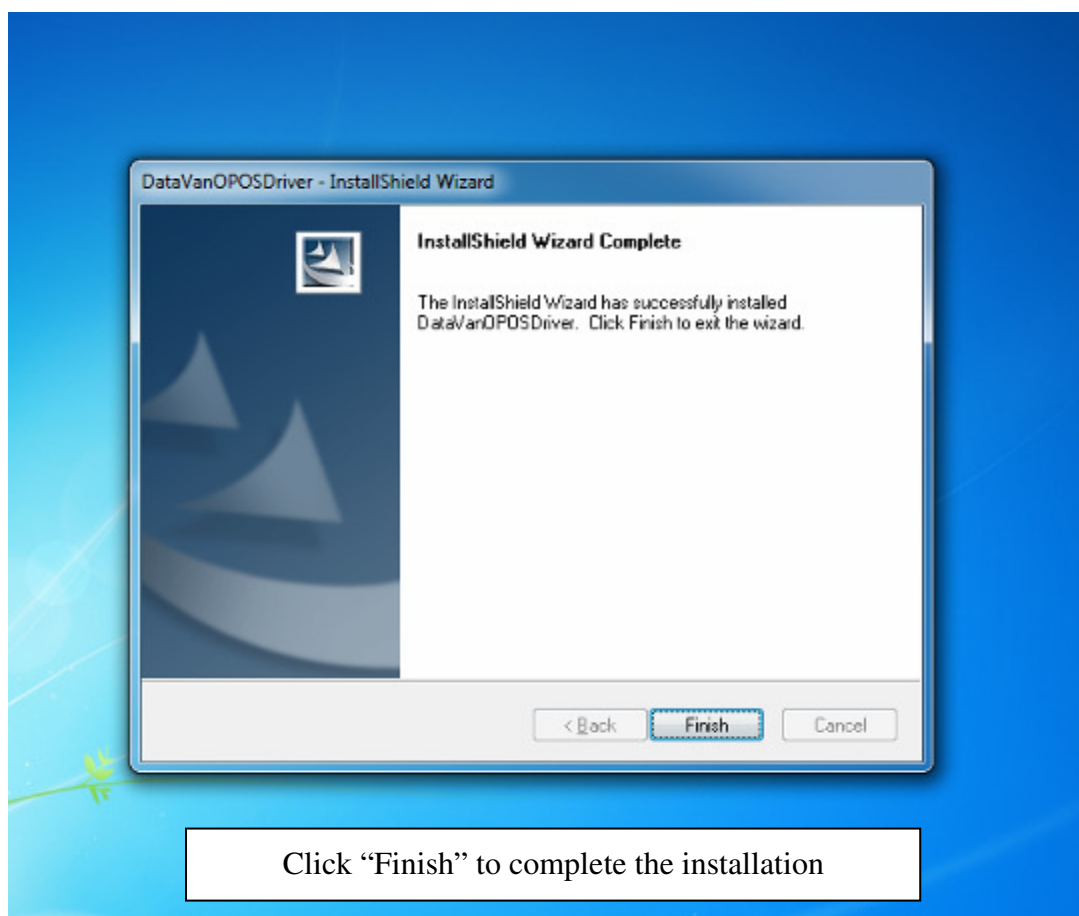 DataVanOPOSDriver - InstallShield Wizard
InstallShield Wizard Complete
The InstallShield Wizard has successfully installed
DataVanOPOSDriver. Click Finish to exit the wizard.
< Back Finish Cancel
Click “Finish” to complete the installation